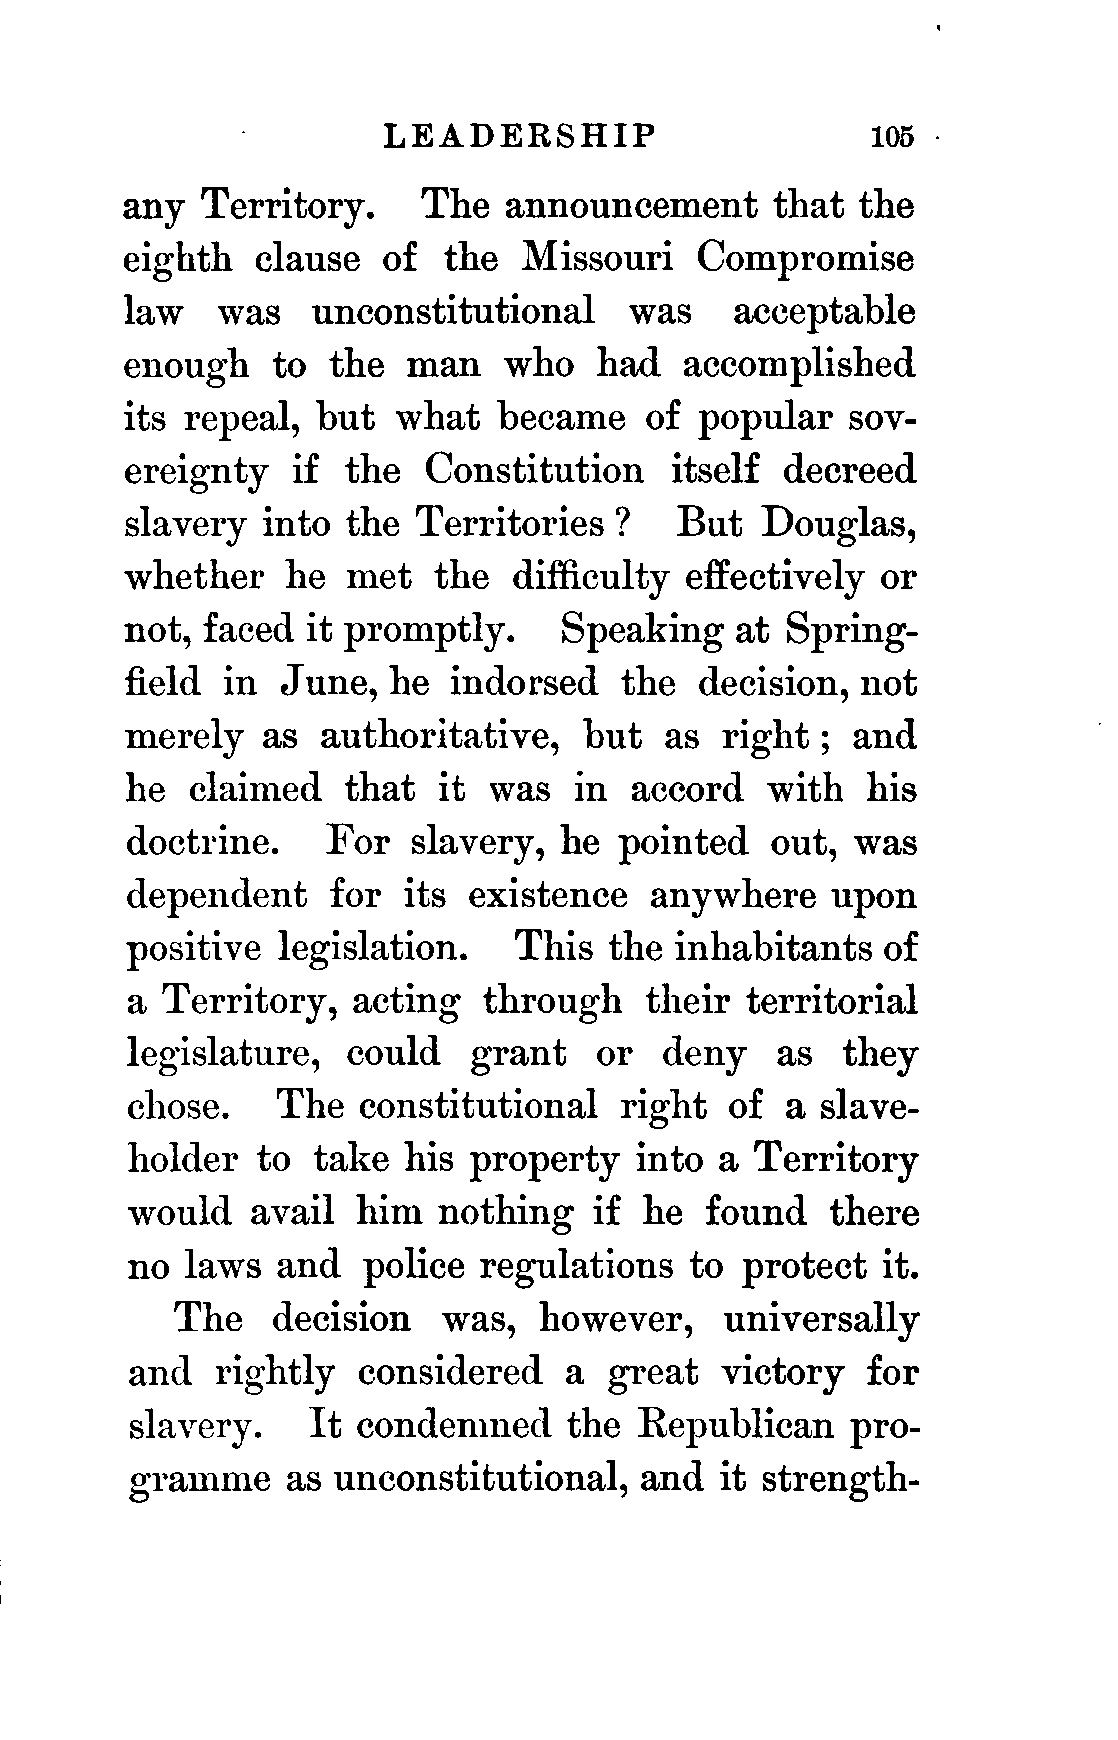 LEADERSHIP 105
any Territory. The announcement that the
eighth clause of the Missouri Compromise
law was unconstitutional was acceptable
enough to the man who had accomplished
its repeal, but what became of popular sov-
ereignty if the Constitution itself decreed
slavery into the Territories ? But Douglas,
whether he met the difficulty effectively or
not, faced it promptly. Speaking at Spring-
field in June, he indorsed the decision, not
merely as authoritative, but as right ; and
he claimed that it was in accord with his
doctrine. For slavery, he pointed out, was
dependent for its existence anywhere upon
positive legislation. This the inhabitants of
a Territory, acting through their territorial
legislature, could grant or deny as they
chose. The constitutional right of a slave-
holder to take his property into a Territory
would avail him nothing if he found there
no laws and police regulations to protect it.
The decision was, however, universally
and rightly considered a great victory for
slavery. It condemned the Republican pro-
gramme as unconstitutional, and it strength-